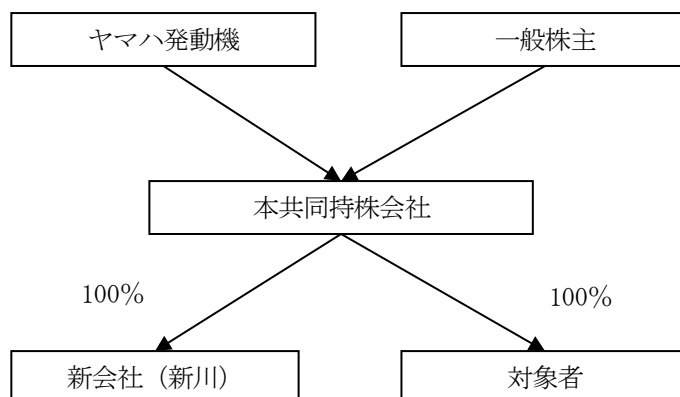 ヤマハ発動機
一般株主
本共同持株会社
100%
100%
新会社（新川）
対象者